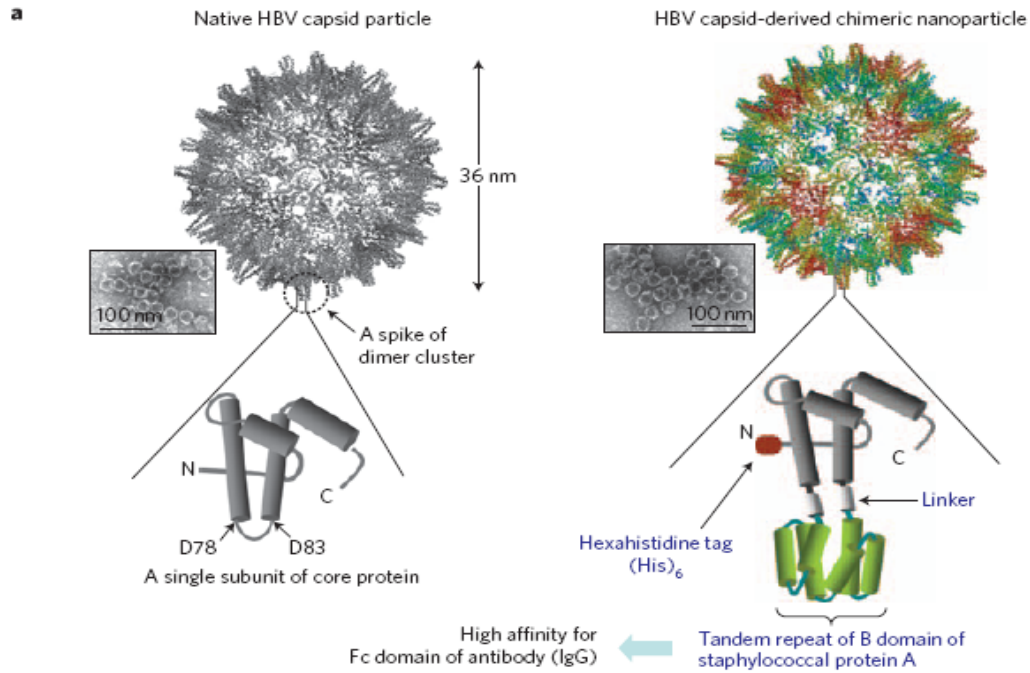 a
Native HBV capsid particle
HBV capsid-derived chimeric nanoparticle
36 nm
100 nm
100 nm
A spike of
dimer cluster
N
C
D78
D83
A single subunit of core protein
N
C
Linker
Hexahistidine tag
(His)6
High affinity for
Fc domain of antibody (IgG)
Tandem repeat of B domain of
staphylococcal protein A